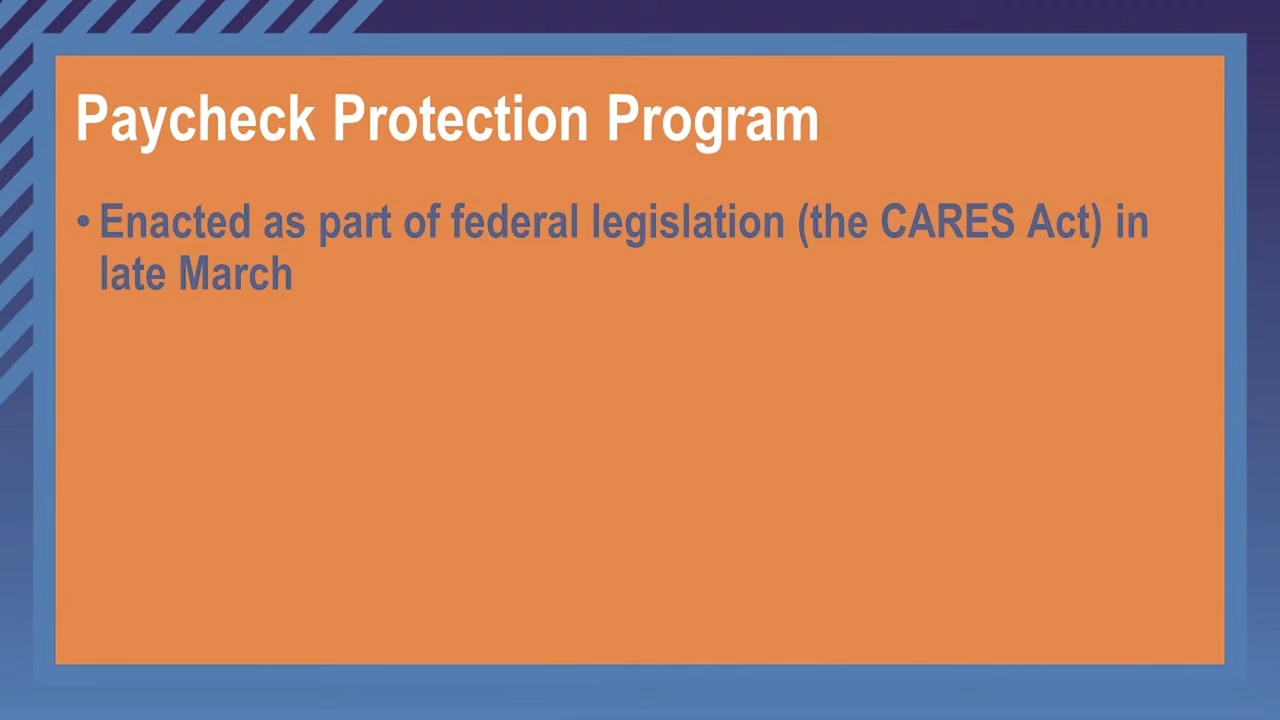 Paycheck Protection Program
• Enacted as part of federal legislation (the CARES Act) in
late March